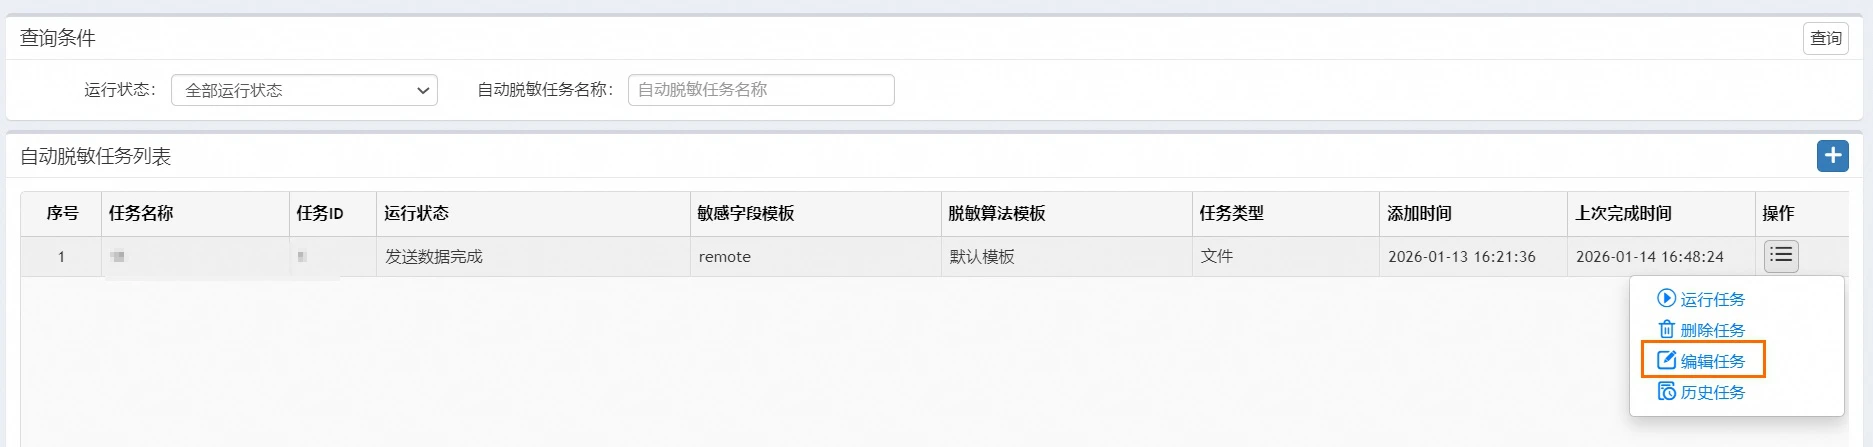 查询条件
查询
运行状态： 全部运行状态 自动脱敏任务名称： 自动脱敏任务名称
自动脱敏任务列表
序号 任务名称 任务ID 运行状态 敏感字段模板 脱敏算法模板 任务类型 添加时间 上次完成时间 操作
1 发送数据完成 remote 默认模板 文件 2026-01-13 16:21:36 2026-01-14 16:48:24
运行任务
删除任务
编辑任务
历史任务